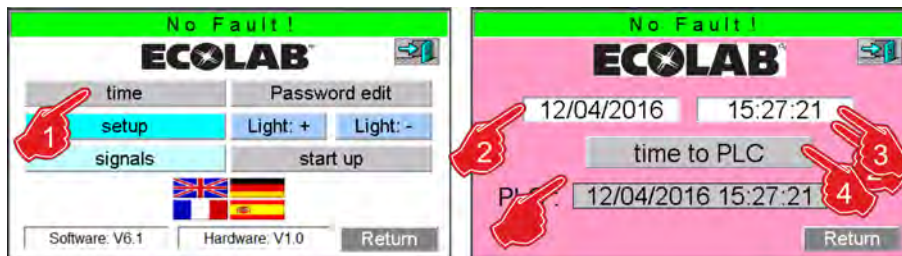 No Fault!
ECOLAB
time
Password edit
1
setup
Light: +
Light: -
signals
start up
Software: V6.1
Hardware: V1.0
Return
No Fault!
ECOLAB
12/04/2016
15:27:21
2
3
time to PLC
4
12/04/2016 15:27:21
Return